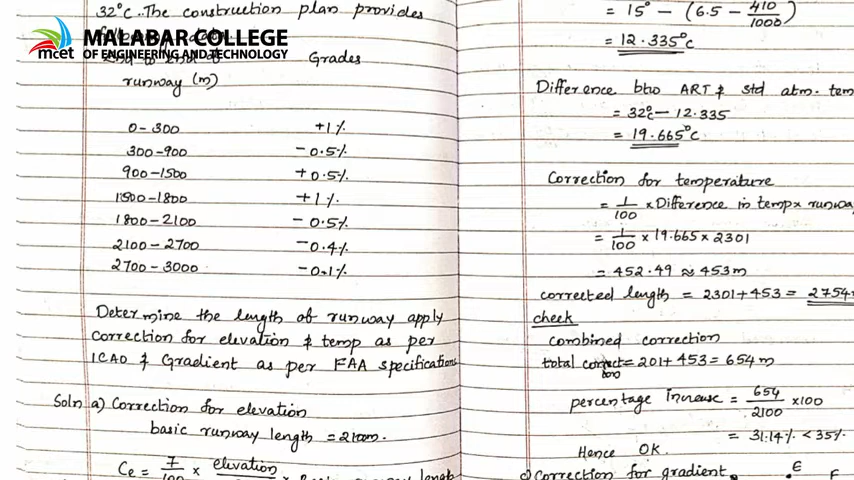 32°C. The construction plan provides
MALABAR COLLEGE
mcet OF ENGINEERING AND TECHNOLOGY
end to end of Grades
runway (m)
0-300 +1%
300-900 -0.5%
900-1500 +0.5%
1500-1800 +1%
1800-2100 -0.5%
2100-2700 -0.4%
2700-3000 -0.1%
Determine the length of runway apply
correction for elevation & temp as per
ICAO & Gradient as per FAA specifications
Soln a) Correction for elevation
basic runway length = 2100m.
Ce = 7/100 × elevation
= 15° - (6.5 - 410/1000)
= 12.335°C
Difference btw ART & std atm. tem
= 32°C - 12.335
= 19.665°C
Correction for temperature
= 1/100 × Difference in temp × runway
= 1/100 × 19.665 × 2301
= 452.49 ≈ 453m
corrected length = 2301+453 = 2754
check
combined correction
total correction = 201+453 = 654 m
percentage increase = 654/2100 ×100
= 31.14% < 35%
Hence OK.
c) Correction for gradient.
E
F